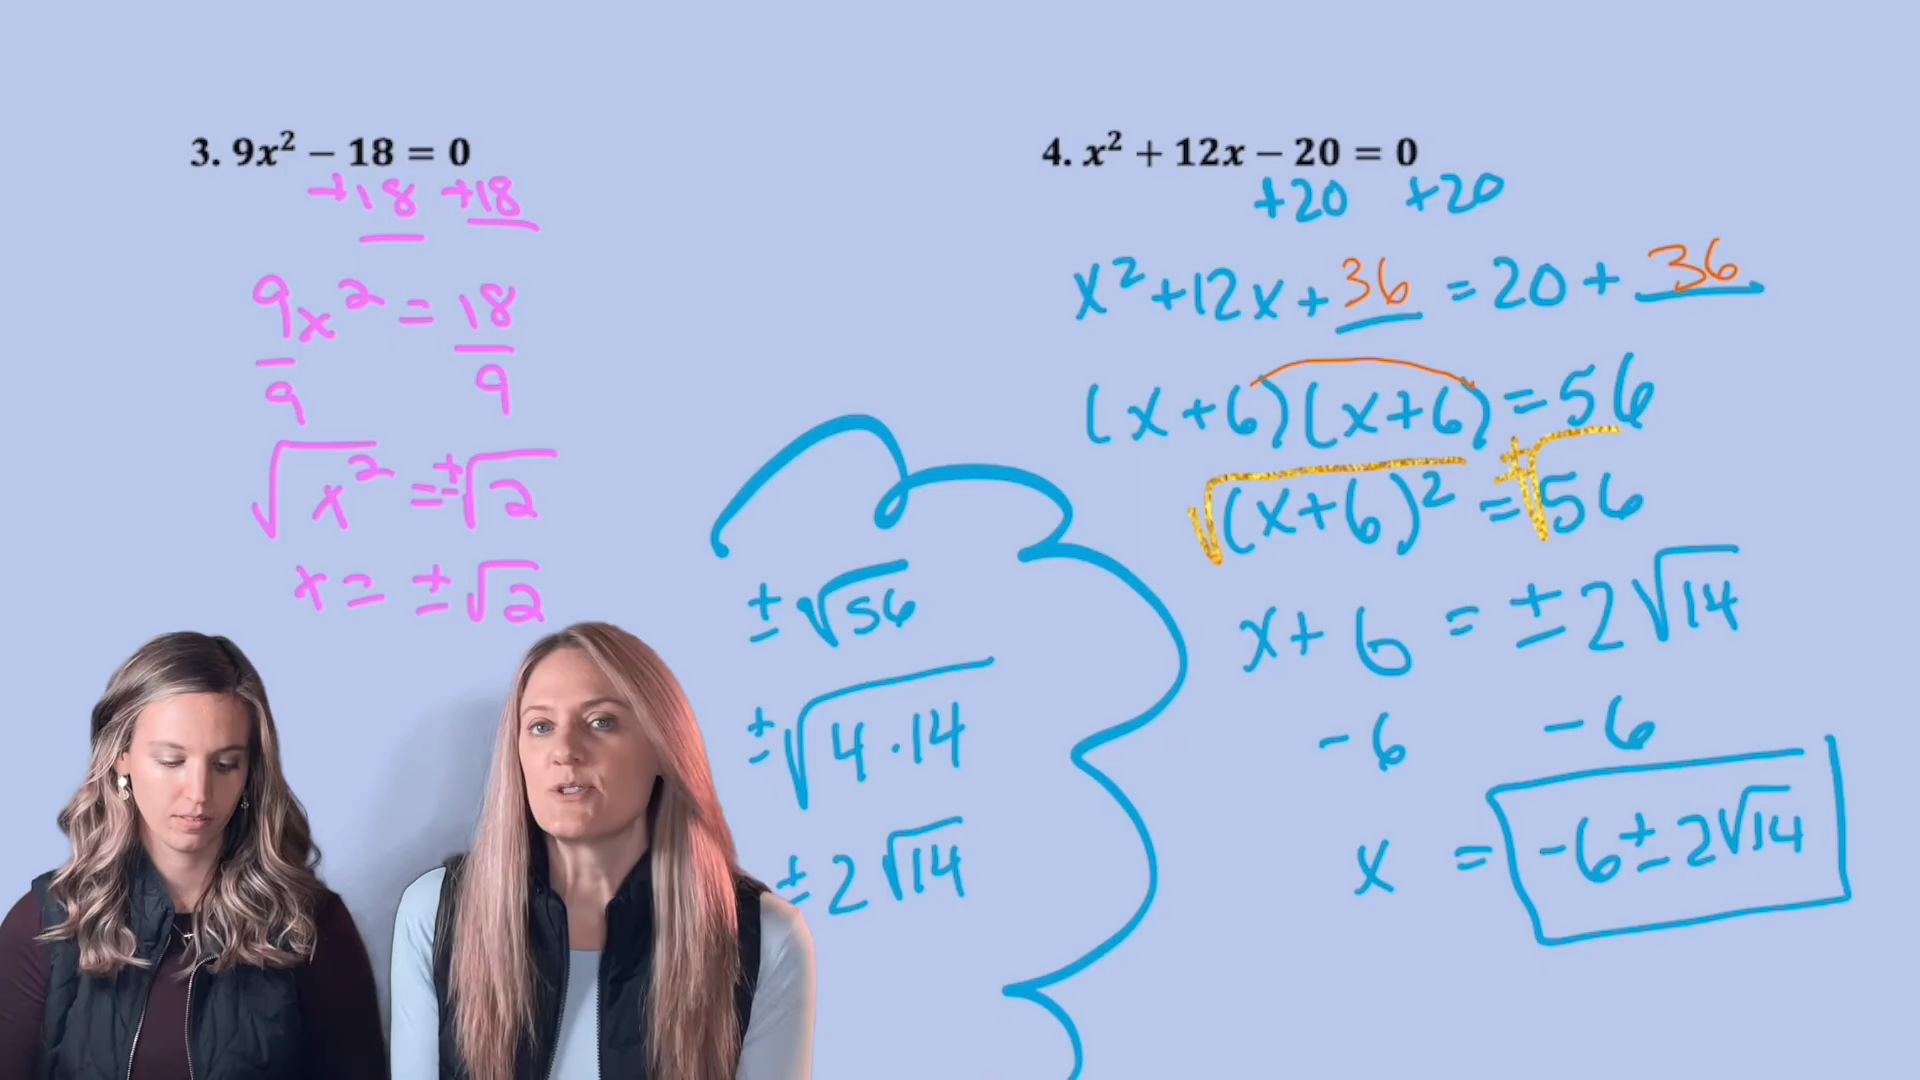 3. 9x² − 18 = 0
+18 +18
9x² = 18
9 9
√x² = ±√2
x = ±√2
4. x² + 12x − 20 = 0
+20 +20
x² + 12x + 36 = 20 + 36
(x+6)(x+6) = 56
√(x+6)² = ±√56
x + 6 = ± 2√14
-6 -6
x = -6 ± 2√14
± √56
± √4·14
± 2√14